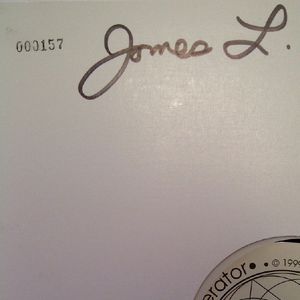 000157
James L.
erator • © 199